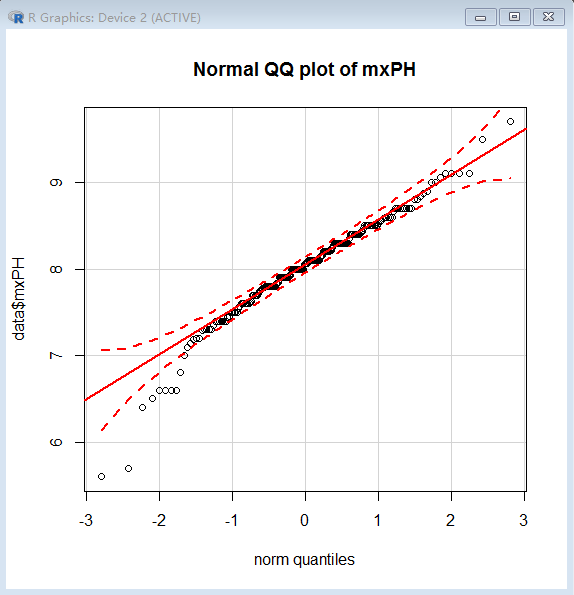 R Graphics: Device 2 (ACTIVE)
Normal QQ plot of mxPH
data$mxPH
9
8
7
6
-3 -2 -1 0 1 2 3
norm quantiles